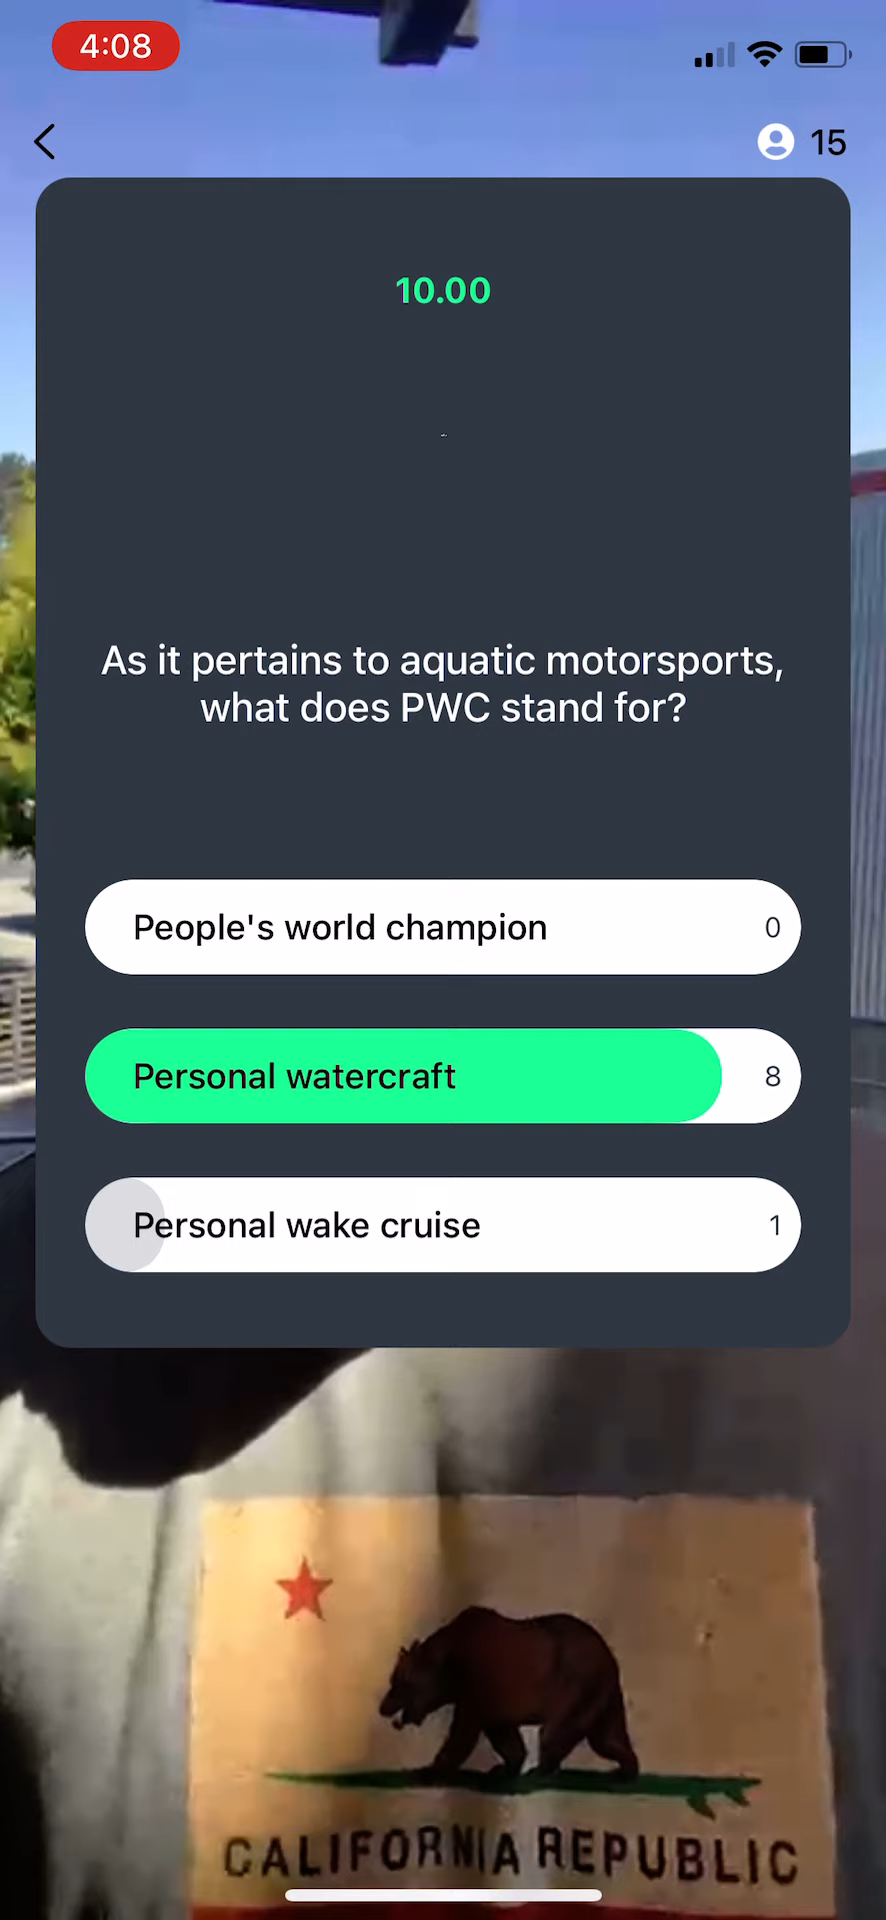 4:08
15
10.00
As it pertains to aquatic motorsports,
what does PWC stand for?
People's world champion 0
Personal watercraft 8
Personal wake cruise 1
CALIFORNIA REPUBLIC